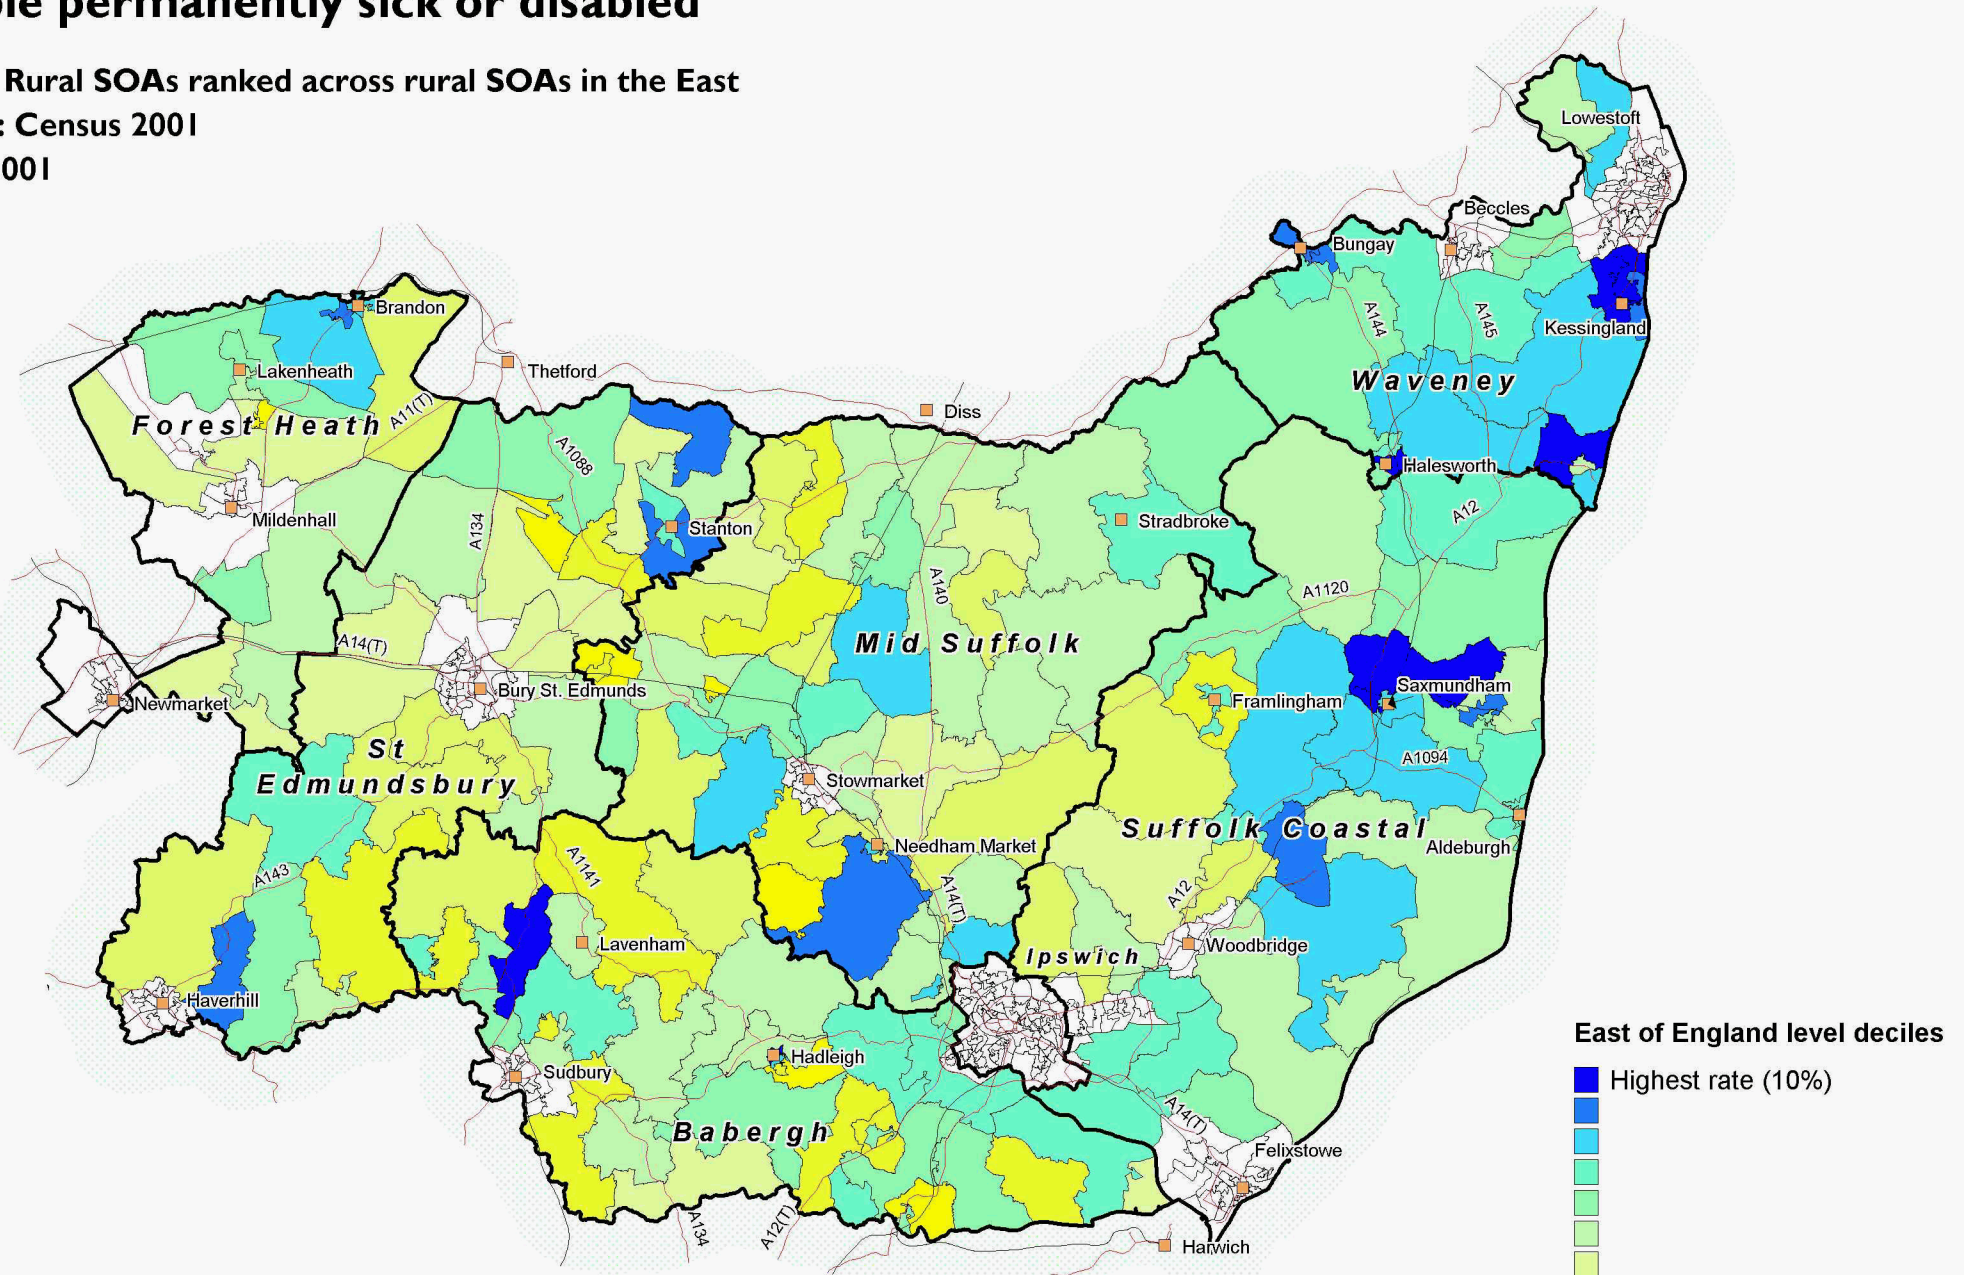 permanently sick or disabled
Rural SOAs ranked across rural SOAs in the East
: Census 2001
001
Lowestoft
Beccles
Bungay
Brandon
A144
A145
Kessingland
Lakenheath
Thetford
Waveney
A11(T)
Diss
Forest Heath
A1088
Halesworth
Mildenhall
A134
Stanton
Stradbroke
A12
A140
A1120
A14(T)
Mid Suffolk
Bury St. Edmunds
Saxmundham
Newmarket
Framlingham
St
Edmundsbury
A1094
Stowmarket
Suffolk Coastal
Needham Market
Aldeburgh
A1141
A143
A14(T)
A12
Lavenham
Woodbridge
Ipswich
Haverhill
East of England level deciles
Hadleigh
Sudbury
Highest rate (10%)
A14(T)
Babergh
Felixstowe
A134
A12(T)
Harwich